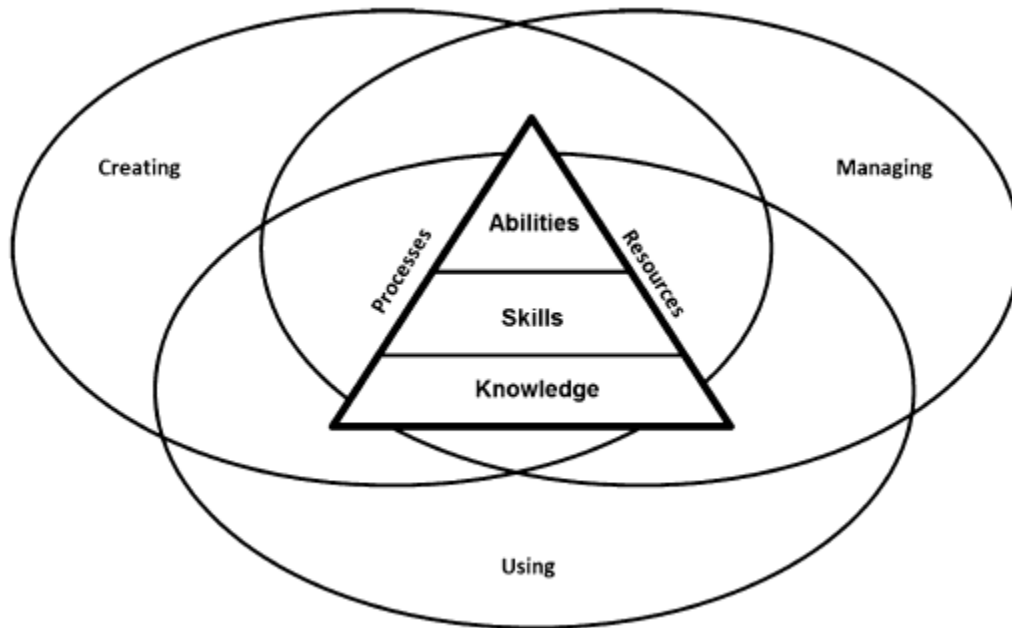 Creating
Managing
Abilities
Processes
Resources
Skills
Knowledge
Using